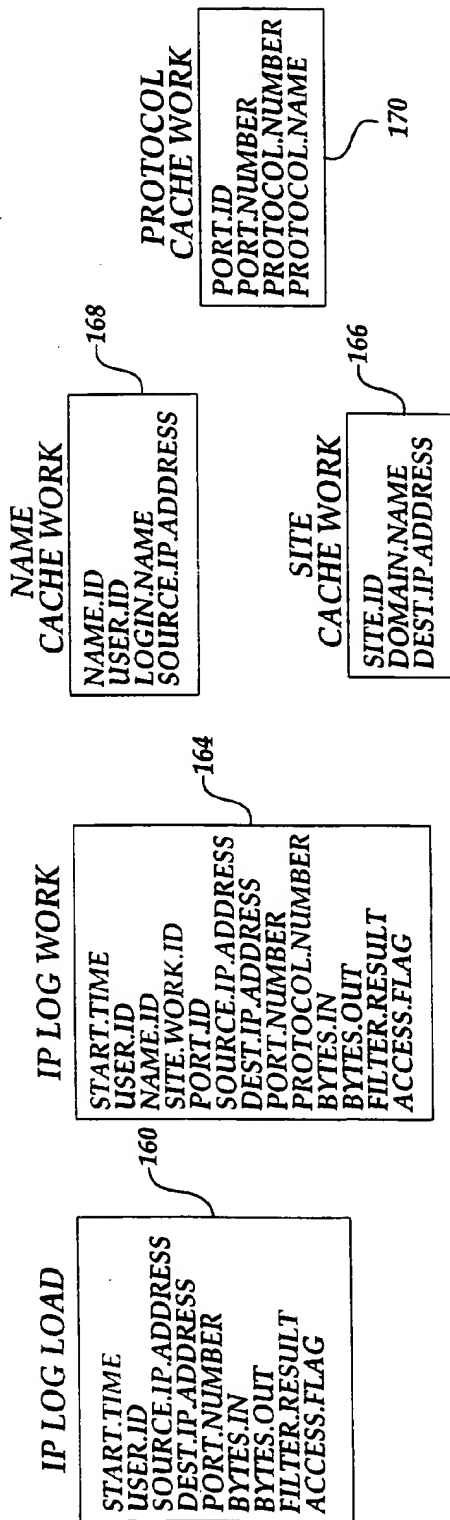 IP LOG LOAD
160
START.TIME
USER.ID
SOURCE.IP.ADDRESS
DEST.IP.ADDRESS
PORT.NUMBER
BYTES.IN
BYTES.OUT
FILTER.RESULT
ACCESS.FLAG
IP LOG WORK
164
START.TIME
USER.ID
NAME.ID
SITE.WORK.ID
PORT.ID
SOURCE.IP.ADDRESS
DEST.IP.ADDRESS
PORT.NUMBER
PROTOCOL.NUMBER
BYTES.IN
BYTES.OUT
FILTER.RESULT
ACCESS.FLAG
NAME
CACHE WORK
168
NAME.ID
USER.ID
LOGIN.NAME
SOURCE.IP.ADDRESS
SITE
CACHE WORK
166
SITE.ID
DOMAIN.NAME
DEST.IP.ADDRESS
PROTOCOL
CACHE WORK
PORT.ID
PORT.NUMBER
PROTOCOL.NUMBER
PROTOCOL.NAME
170